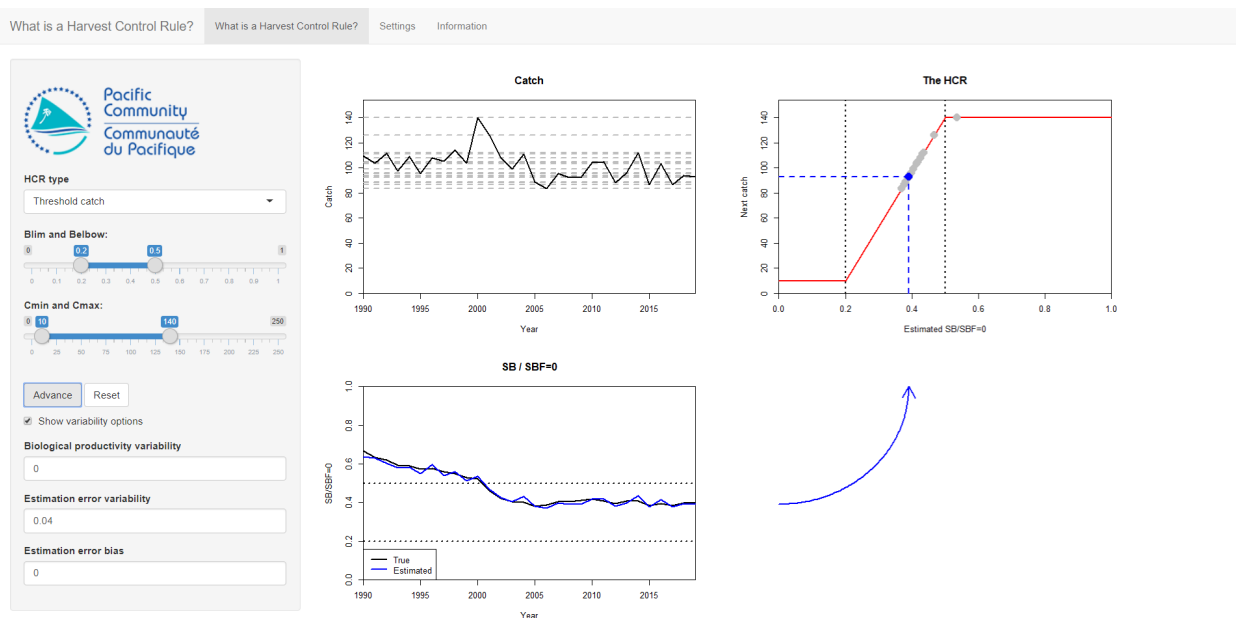 What is a Harvest Control Rule?
What is a Harvest Control Rule?
Settings
Information
Pacific
Community
Communauté
du Pacifique
HCR type
Threshold catch
Blim and Belbow:
0 0.2 0.5 1
0 0.1 0.2 0.3 0.4 0.5 0.6 0.7 0.8 0.9 1
Cmin and Cmax:
0 10 140 250
0 25 50 75 100 125 150 175 200 225 250
Advance
Reset
Show variability options
Biological productivity variability
0
Estimation error variability
0.04
Estimation error bias
0
Catch
Catch
140
120
100
80
60
40
20
0
1990 1995 2000 2005 2010 2015
Year
The HCR
Next catch
140
120
100
80
60
40
20
0
0.0 0.2 0.4 0.6 0.8 1.0
Estimated SB/SBF=0
SB / SBF=0
SB/SBF=0
1.0
0.8
0.6
0.4
0.2
0.0
True
Estimated
1990 1995 2000 2005 2010 2015
Year